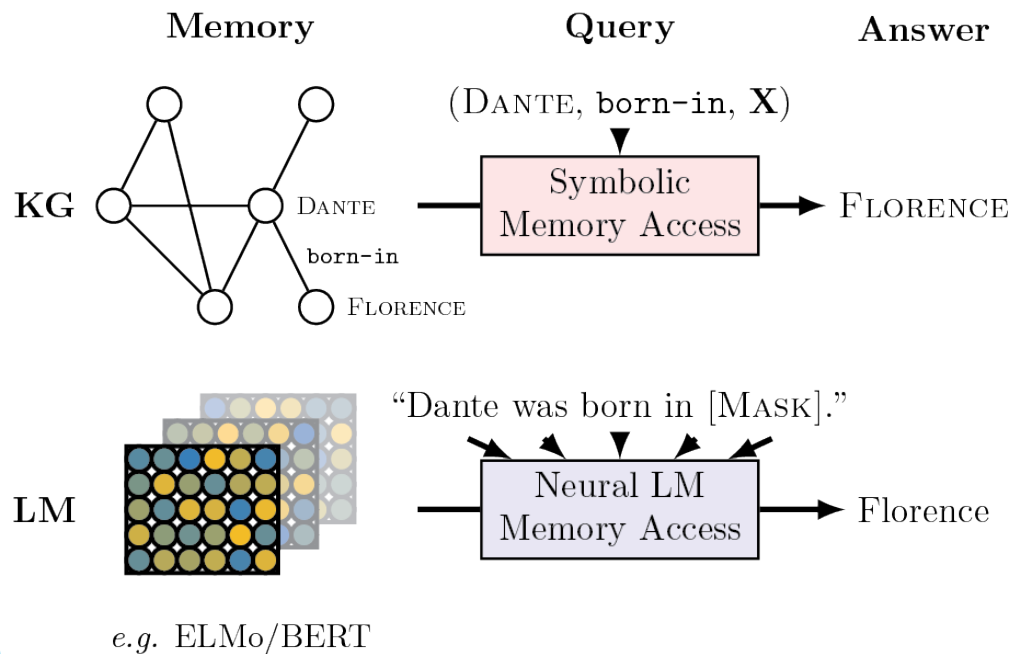 Memory Query Answer
(DANTE, born-in, X)
KG DANTE Symbolic
Memory Access FLORENCE
born-in
FLORENCE
“Dante was born in [MASK].”
LM Neural LM
Memory Access Florence
e.g. ELMo/BERT